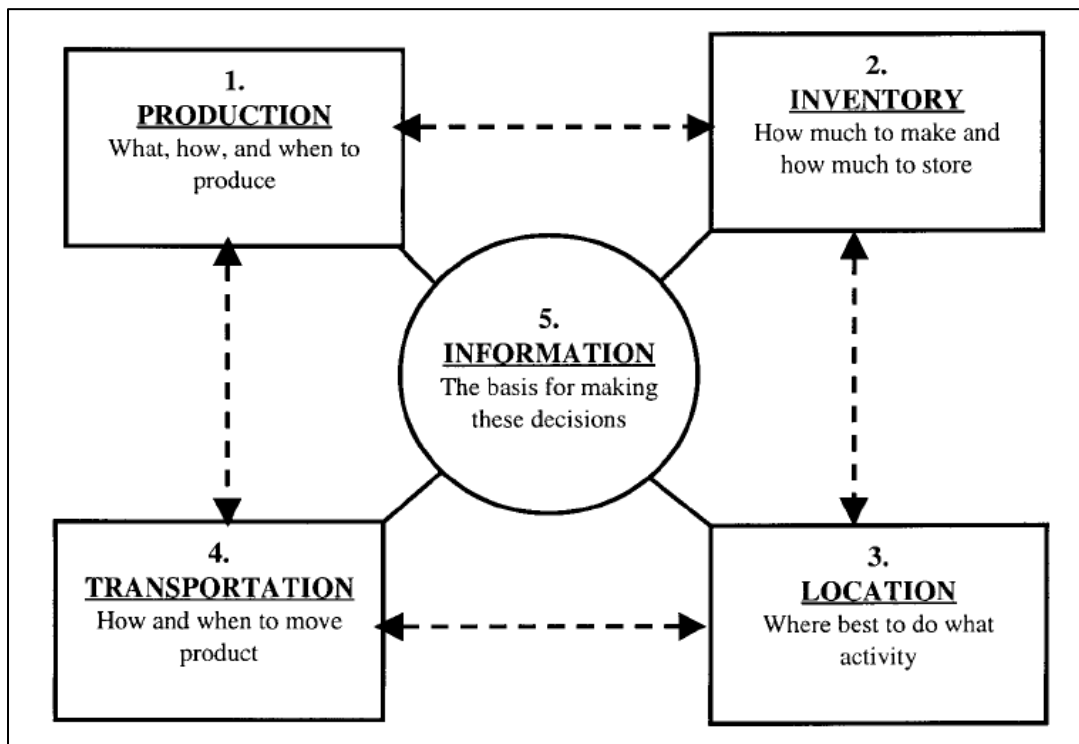 1.
PRODUCTION
What, how, and when to
produce
2.
INVENTORY
How much to make and
how much to store
5.
INFORMATION
The basis for making
these decisions
4.
TRANSPORTATION
How and when to move
product
3.
LOCATION
Where best to do what
activity